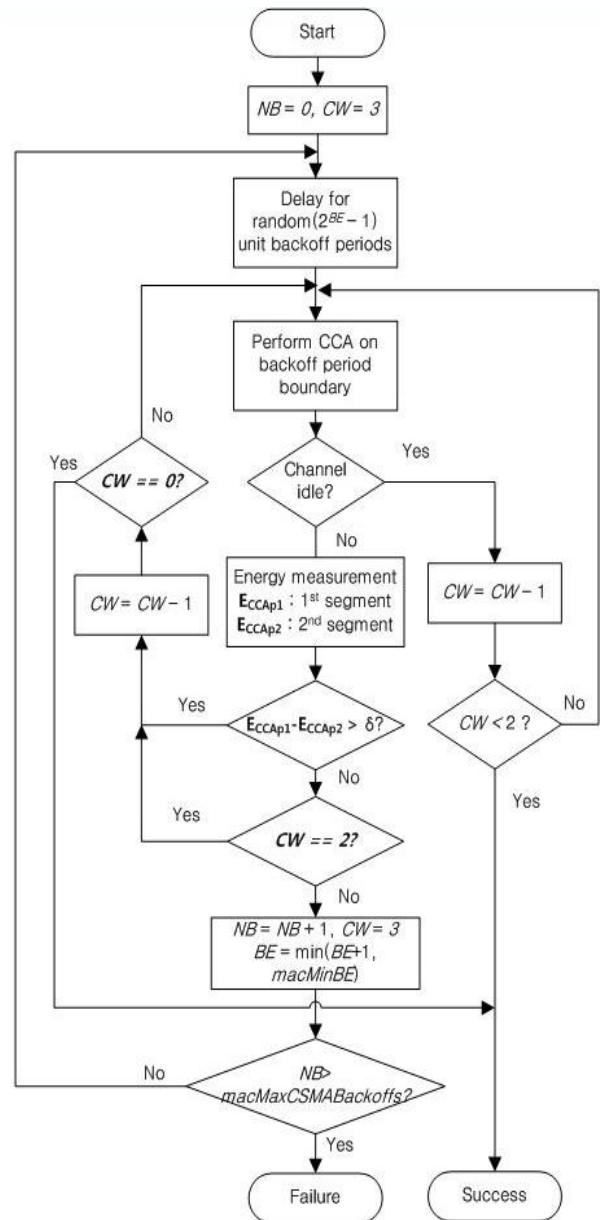 Start
NB = 0, CW = 3
Delay for
random(2^BE – 1)
unit backoff periods
Perform CCA on
backoff period
boundary
No
Yes
CW == 0?
Channel
idle?
Yes
No
CW = CW – 1
Energy measurement
E_CCAp1 : 1st segment
E_CCAp2 : 2nd segment
CW = CW – 1
Yes
E_CCAp1-E_CCAp2 > δ?
No
CW < 2 ?
No
Yes
Yes
CW == 2?
No
NB = NB + 1, CW = 3
BE = min(BE+1,
macMinBE)
No
NB>
macMaxCSMABackoffs?
Yes
Failure
Success